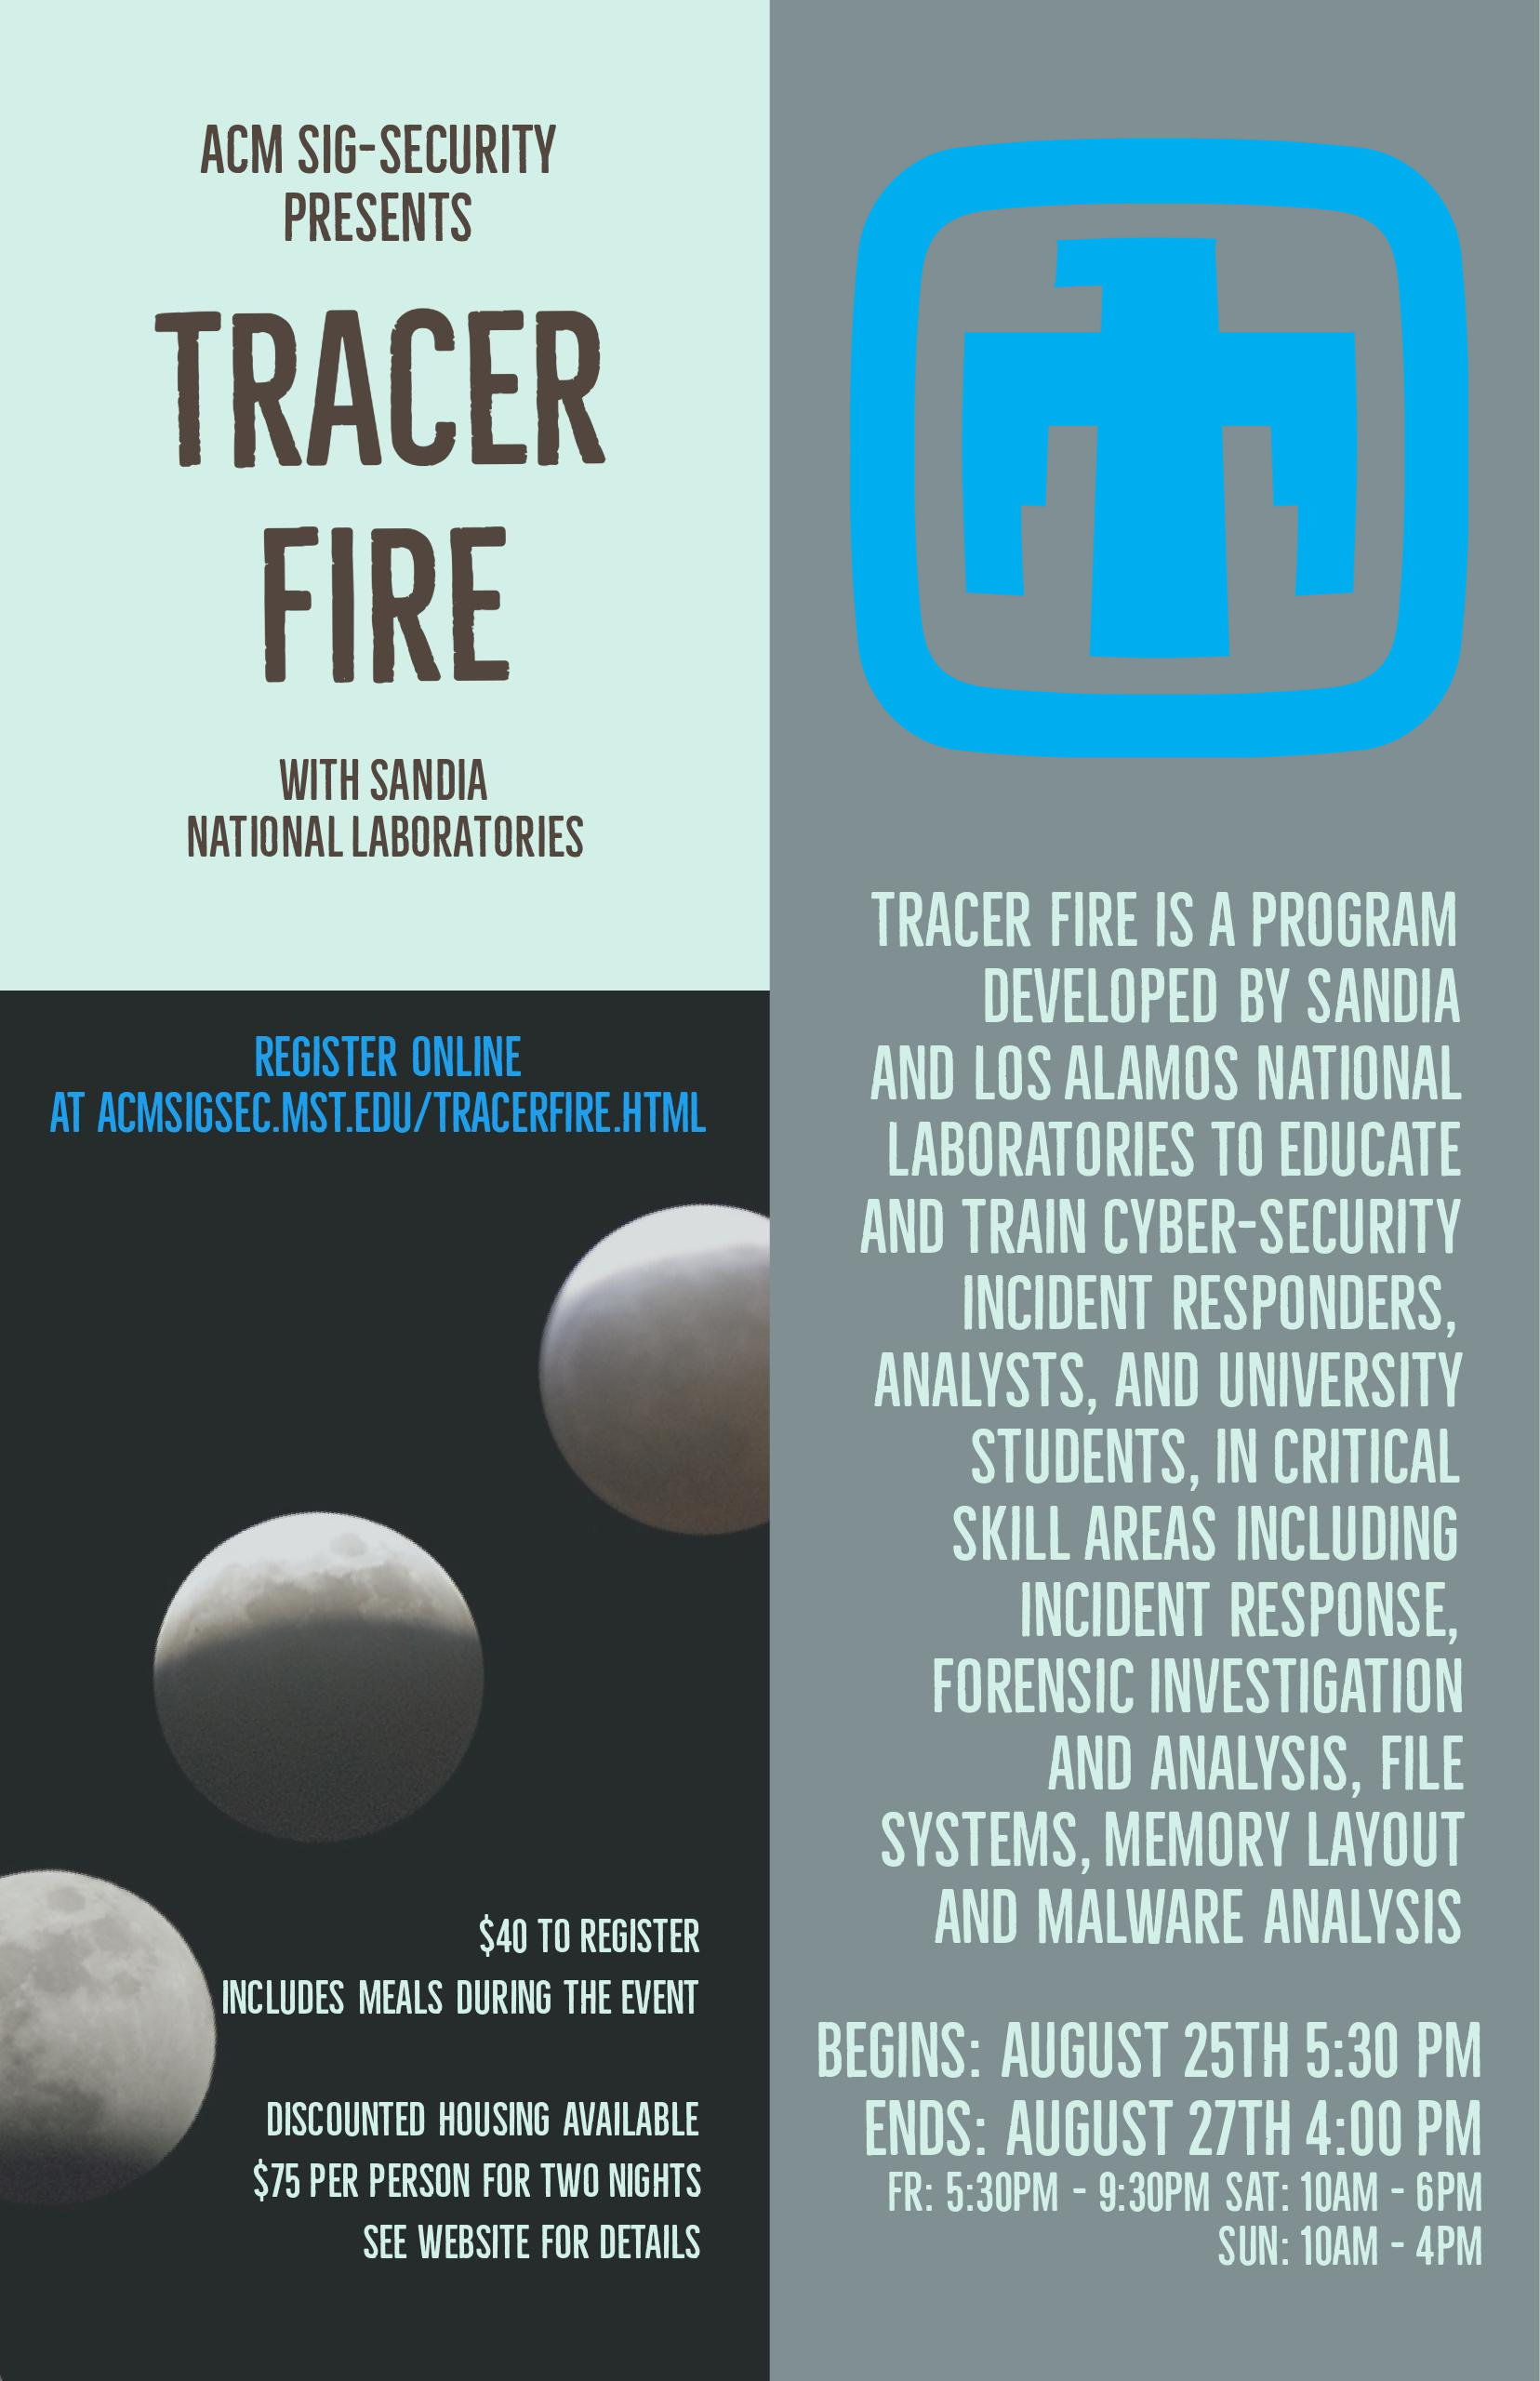 ACM SIG-SECURITY
PRESENTS
TRACER
FIRE
WITH SANDIA
NATIONAL LABORATORIES
REGISTER ONLINE
AT ACMSIGSEC.MST.EDU/TRACERFIRE.HTML
$40 TO REGISTER
INCLUDES MEALS DURING THE EVENT
DISCOUNTED HOUSING AVAILABLE
$75 PER PERSON FOR TWO NIGHTS
SEE WEBSITE FOR DETAILS
TRACER FIRE IS A PROGRAM
DEVELOPED BY SANDIA
AND LOS ALAMOS NATIONAL
LABORATORIES TO EDUCATE
AND TRAIN CYBER-SECURITY
INCIDENT RESPONDERS,
ANALYSTS, AND UNIVERSITY
STUDENTS, IN CRITICAL
SKILL AREAS INCLUDING
INCIDENT RESPONSE,
FORENSIC INVESTIGATION
AND ANALYSIS, FILE
SYSTEMS, MEMORY LAYOUT
AND MALWARE ANALYSIS
BEGINS: AUGUST 25TH 5:30 PM
ENDS: AUGUST 27TH 4:00 PM
FR: 5:30PM - 9:30PM SAT: 10AM - 6PM
SUN: 10AM - 4PM